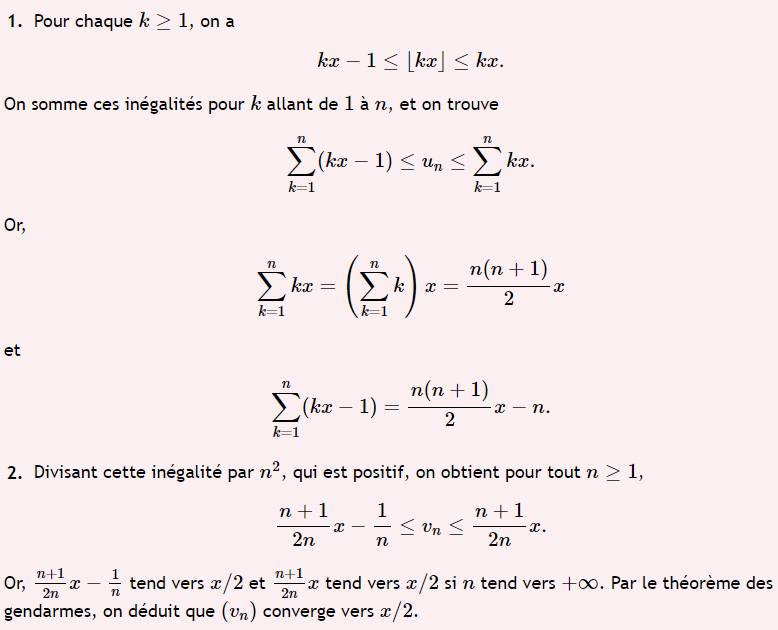 1. Pour chaque $k \geq 1$, on a
$$kx - 1 \leq \lfloor kx \rfloor \leq kx.$$
On somme ces inégalités pour $k$ allant de $1$ à $n$, et on trouve
$$\sum_{k=1}^{n}(kx - 1) \leq u_n \leq \sum_{k=1}^{n} kx.$$
Or,
$$\sum_{k=1}^{n} kx = \left(\sum_{k=1}^{n} k\right) x = \frac{n(n+1)}{2}x$$
et
$$\sum_{k=1}^{n}(kx - 1) = \frac{n(n+1)}{2}x - n.$$
2. Divisant cette inégalité par $n^2$, qui est positif, on obtient pour tout $n \geq 1$,
$$\frac{n+1}{2n}x - \frac{1}{n} \leq v_n \leq \frac{n+1}{2n}x.$$
Or, $\frac{n+1}{2n}x - \frac{1}{n}$ tend vers $x/2$ et $\frac{n+1}{2n}x$ tend vers $x/2$ si $n$ tend vers $+\infty$. Par le théorème des
gendarmes, on déduit que $(v_n)$ converge vers $x/2$.